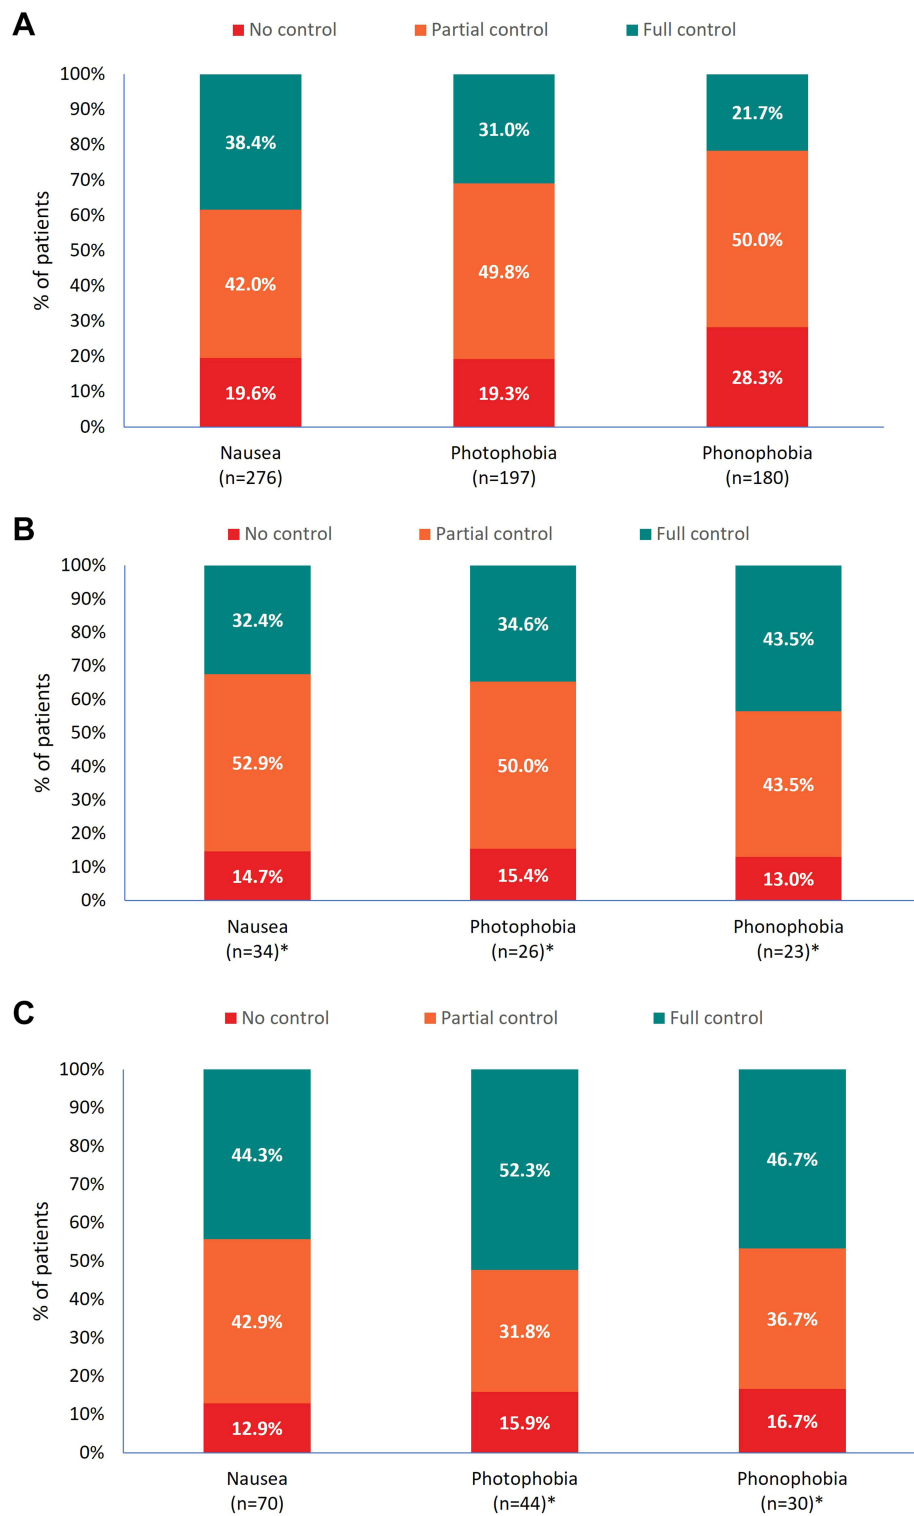 A
No control Partial control Full control
% of patients
100%
90%
80%
70%
60%
50%
40%
30%
20%
10%
0%
38.4% 31.0% 21.7%
42.0% 49.8% 50.0%
19.6% 19.3% 28.3%
Nausea Photophobia Phonophobia
(n=276) (n=197) (n=180)
B
No control Partial control Full control
% of patients
100%
90%
80%
70%
60%
50%
40%
30%
20%
10%
0%
32.4% 34.6% 43.5%
52.9% 50.0% 43.5%
14.7% 15.4% 13.0%
Nausea Photophobia Phonophobia
(n=34)* (n=26)* (n=23)*
C
No control Partial control Full control
% of patients
100%
90%
80%
70%
60%
50%
40%
30%
20%
10%
0%
44.3% 52.3% 46.7%
42.9% 31.8% 36.7%
12.9% 15.9% 16.7%
Nausea Photophobia Phonophobia
(n=70) (n=44)* (n=30)*